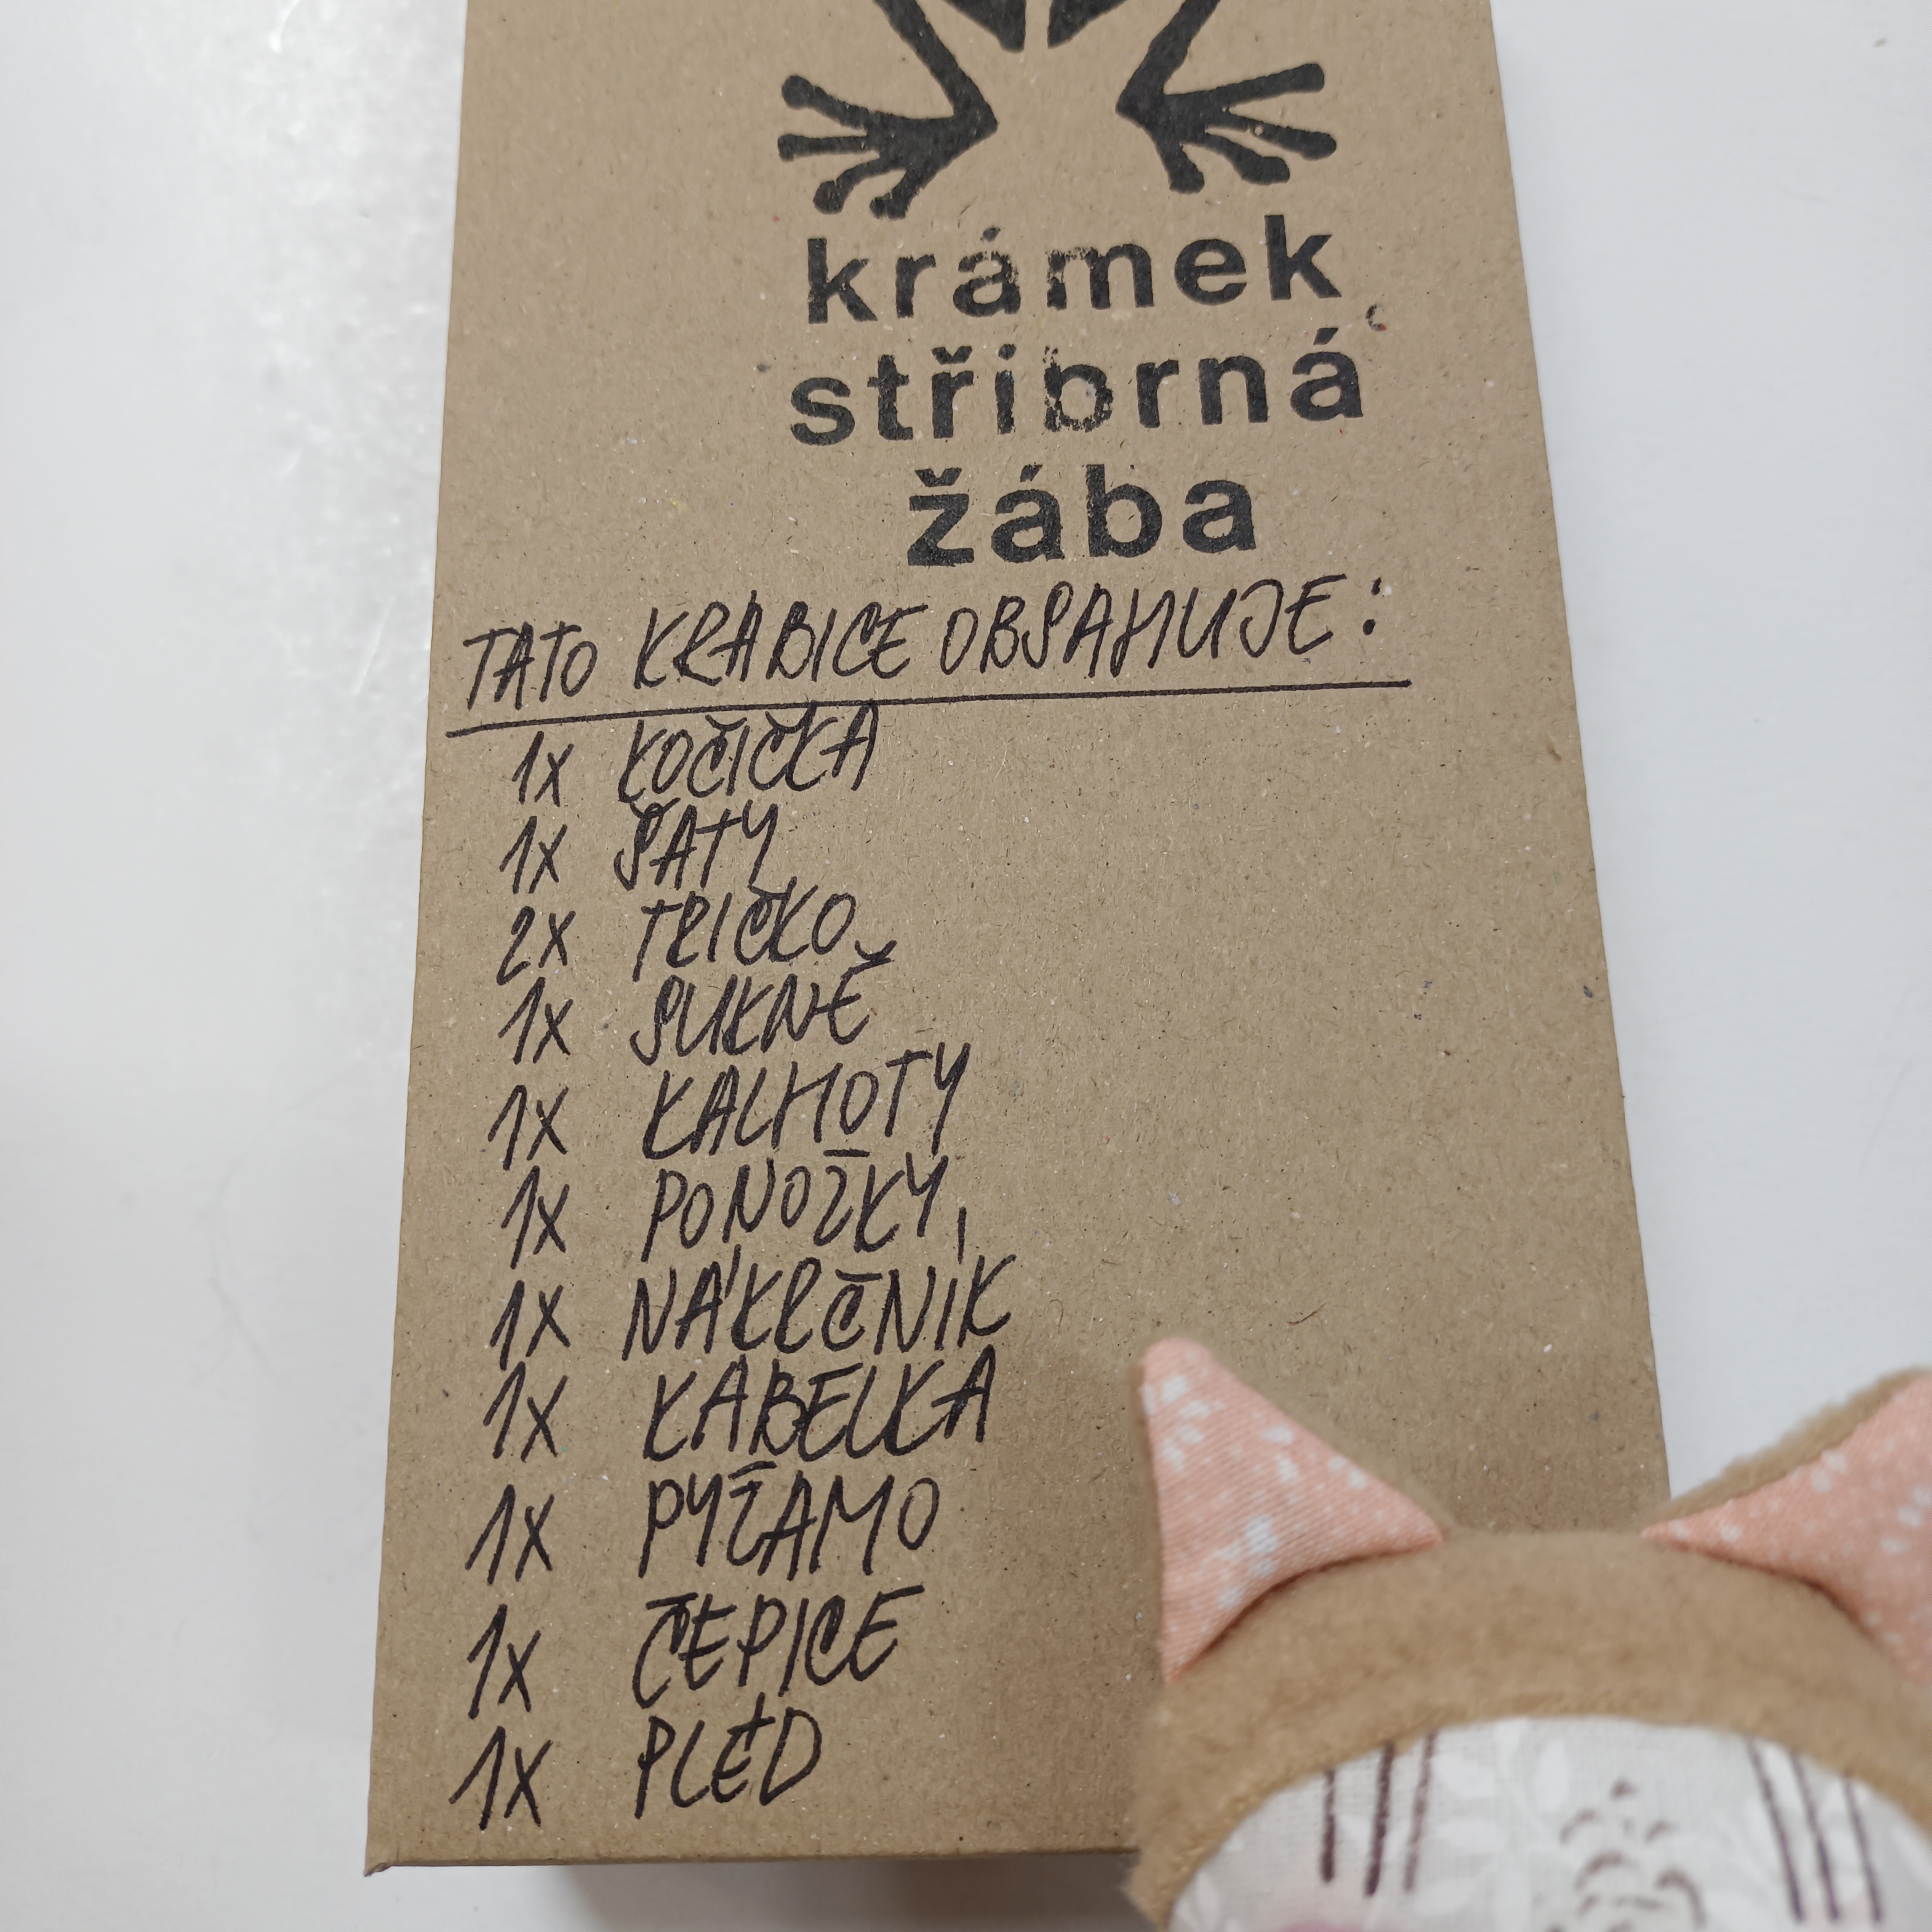 krámek
stříbrná
žába
TATO KRABICE OBSAHUJE:
1x KOČIČKA
1x ŠATY
2x TRIČKO
1x SUKNĚ
1x KALHOTY
1x PONOŽKY
1x NÁKRČNÍK
1x KABELKA
1x PYŽAMO
1x ČEPICE
1x PLÉD